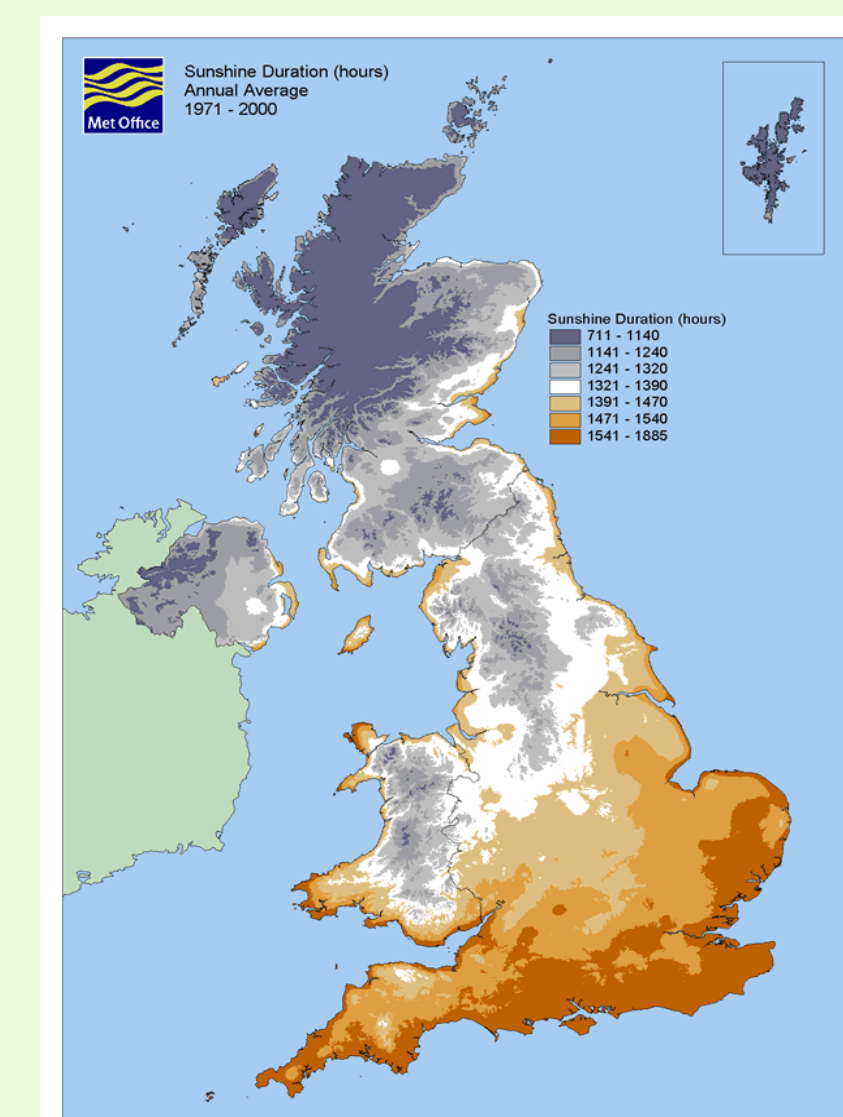 Sunshine Duration (hours)
Annual Average
1971 - 2000
Met Office
Sunshine Duration (hours)
711 - 1140
1141 - 1240
1241 - 1320
1321 - 1390
1391 - 1470
1471 - 1540
1541 - 1885